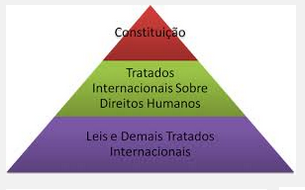 Constituição
Tratados
Internacionais Sobre
Direitos Humanos
Leis e Demais Tratados
Internacionais